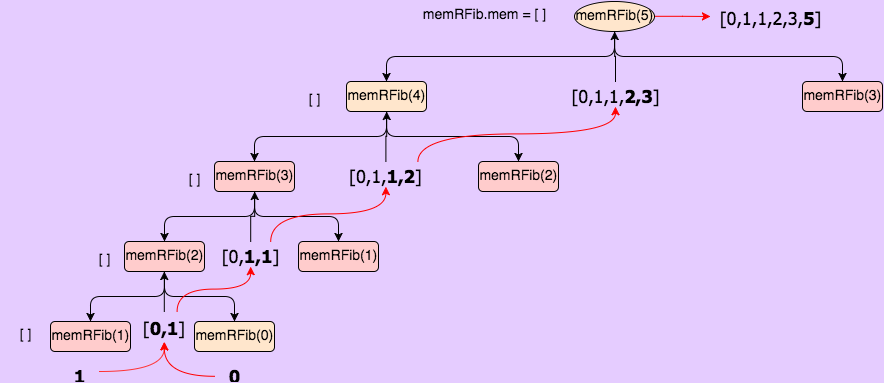 memRFib.mem = [ ]
memRFib(5)
[0,1,1,2,3,5]
[ ]
memRFib(4)
[0,1,1,2,3]
memRFib(3)
[ ]
memRFib(3)
[0,1,1,2]
memRFib(2)
[ ]
memRFib(2)
[0,1,1]
memRFib(1)
[ ]
memRFib(1)
[0,1]
memRFib(0)
1
0